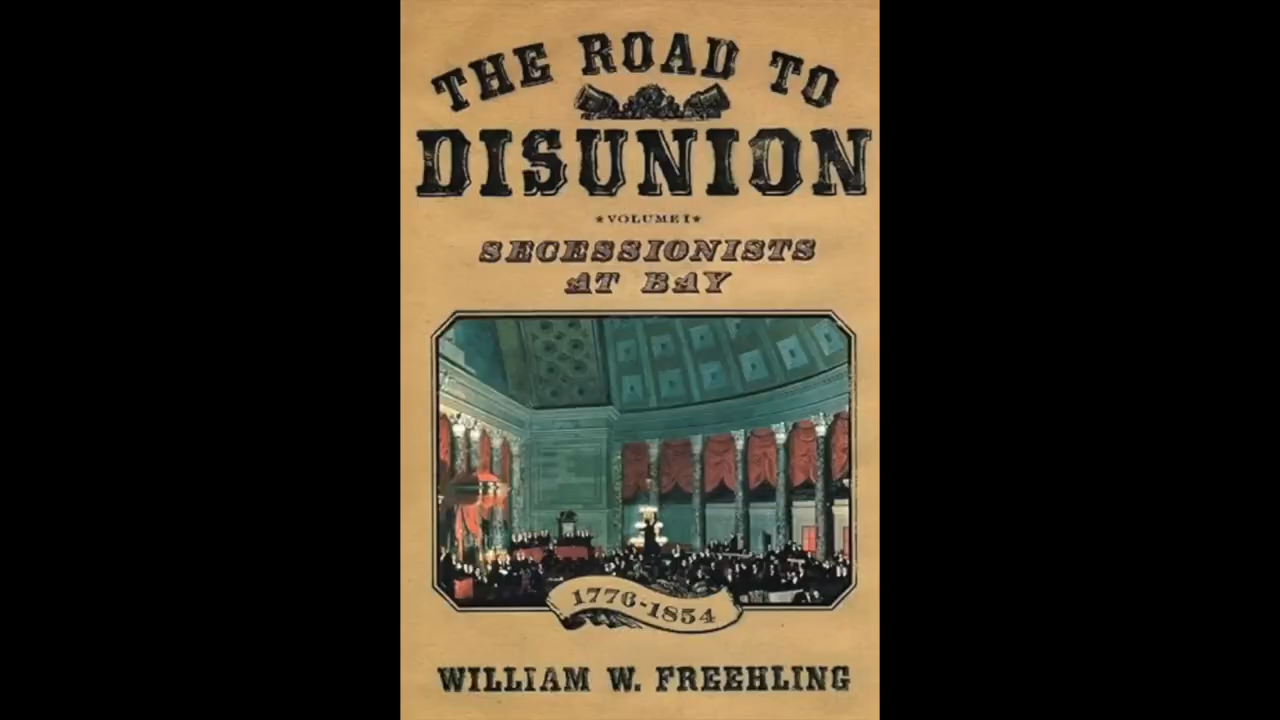 THE ROAD TO
DISUNION
*VOLUME I*
SECESSIONISTS
AT BAY
1776-1854
WILLIAM W. FREEHLING